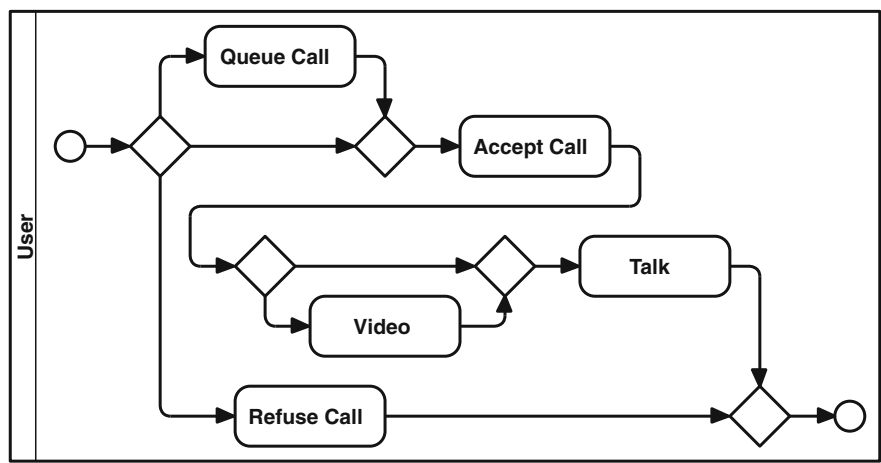 Queue Call
Accept Call
User
Talk
Video
Refuse Call